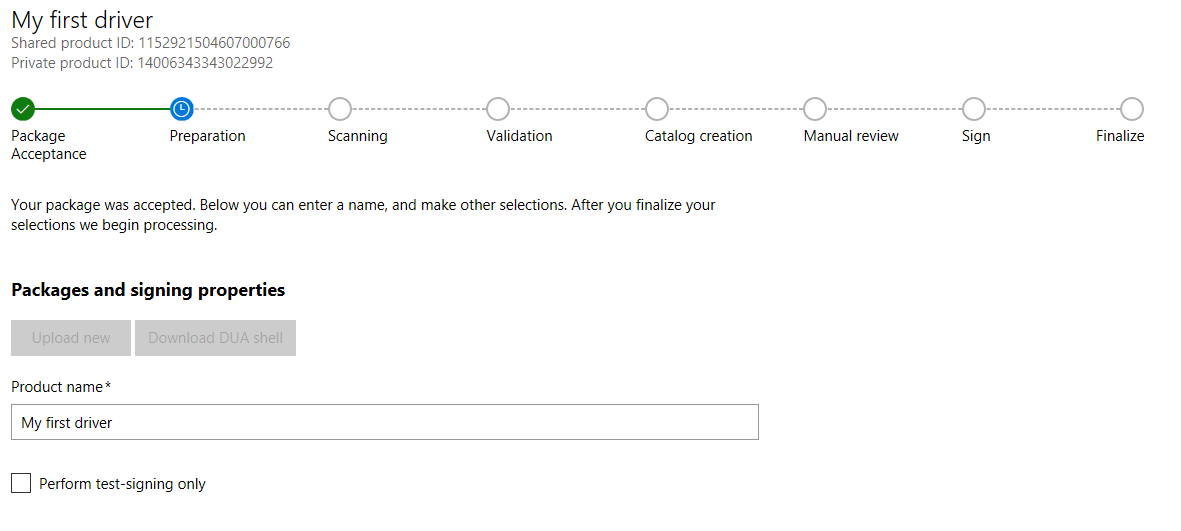 My first driver
Shared product ID: 1152921504607000766
Private product ID: 14006343343022992
Package Acceptance
Preparation
Scanning
Validation
Catalog creation
Manual review
Sign
Finalize
Your package was accepted. Below you can enter a name, and make other selections. After you finalize your
selections we begin processing.
Packages and signing properties
Upload new
Download DUA shell
Product name*
My first driver
Perform test-signing only